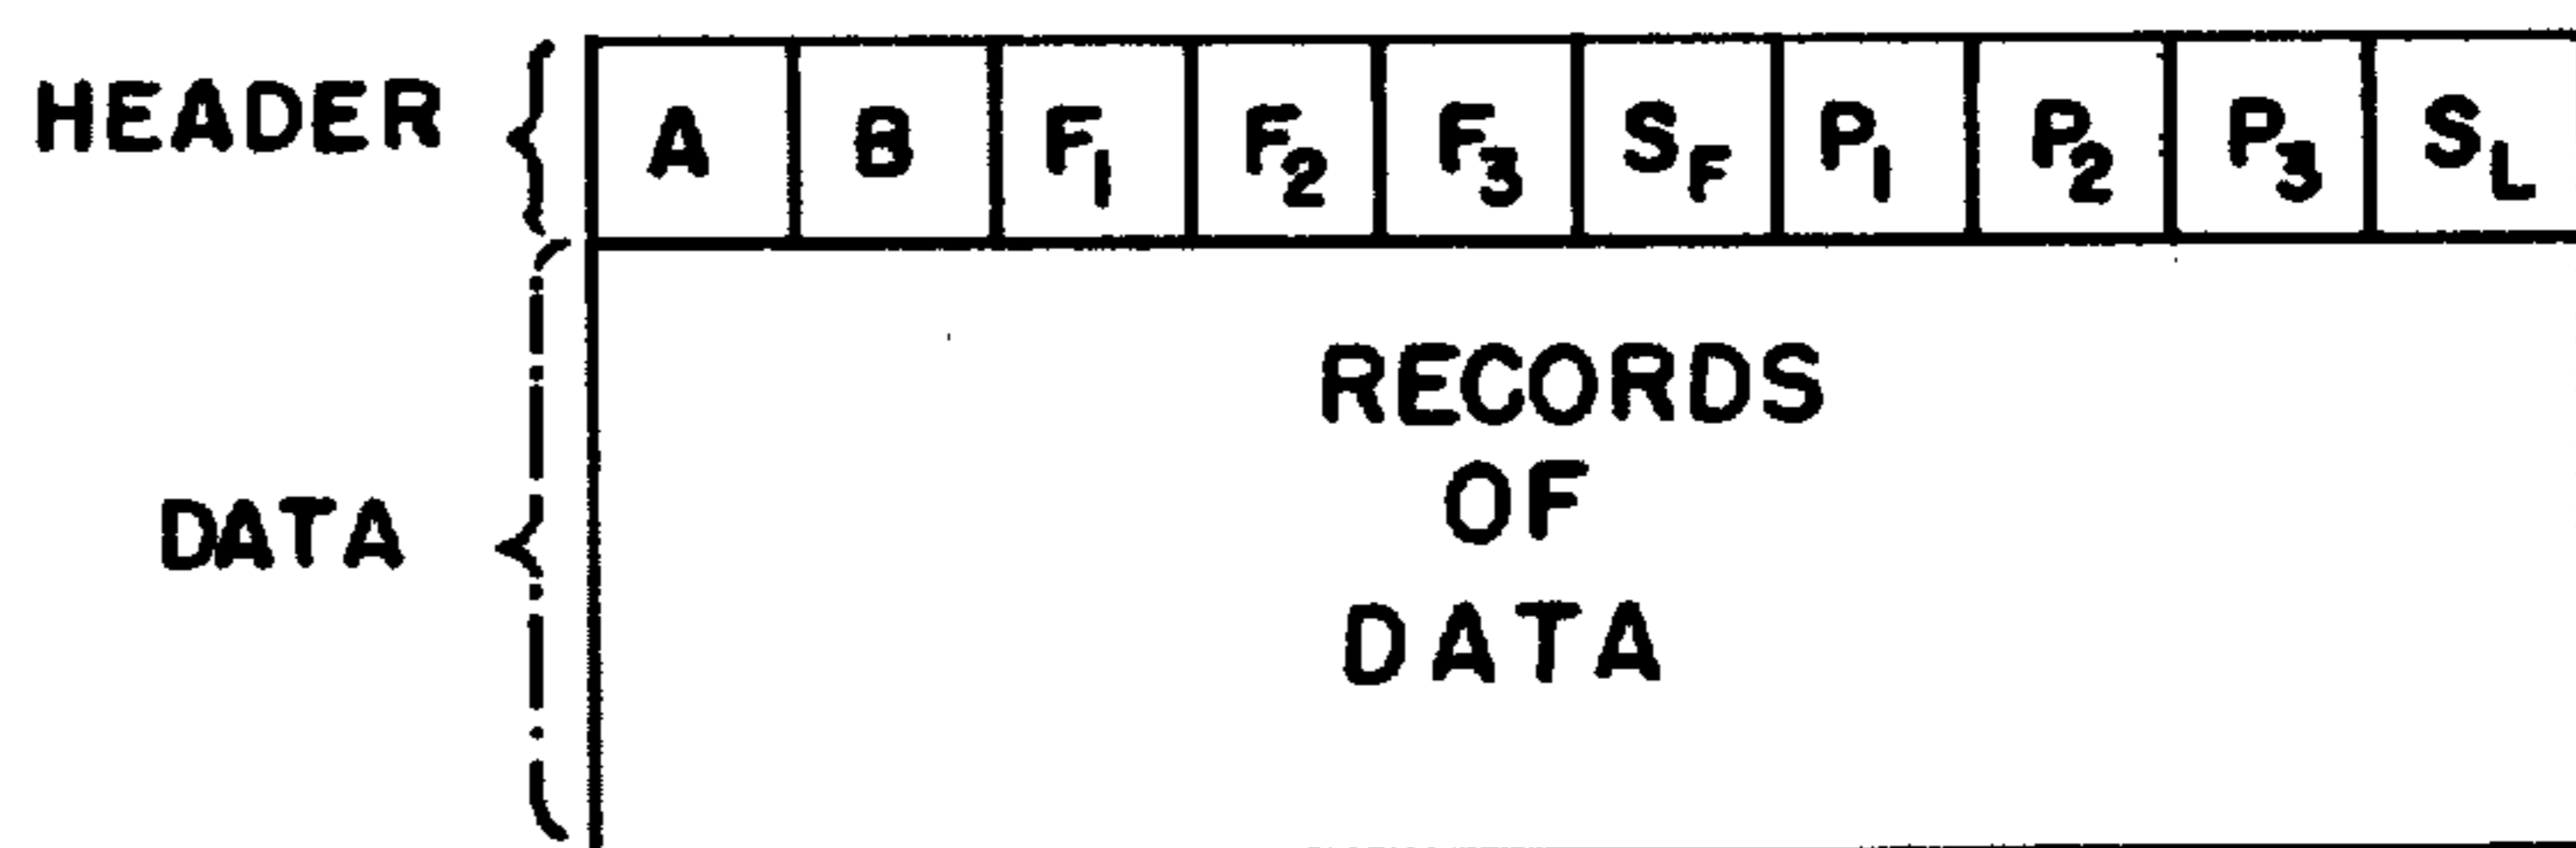 HEADER A B F1 F2 F3 SF P1 P2 P3 SL
RECORDS
OF
DATA
DATA